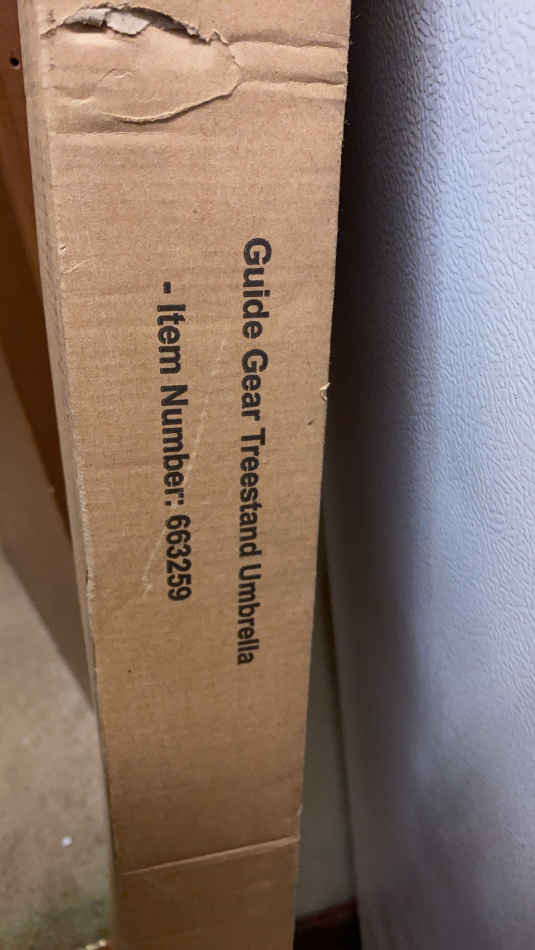 Guide Gear Treestand Umbrella
- Item Number: 663259